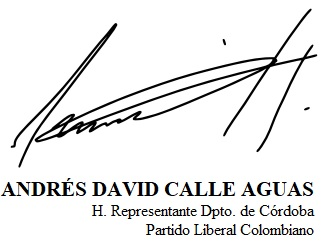 ANDRÉS DAVID CALLE AGUAS
H. Representante Dpto. de Córdoba
Partido Liberal Colombiano